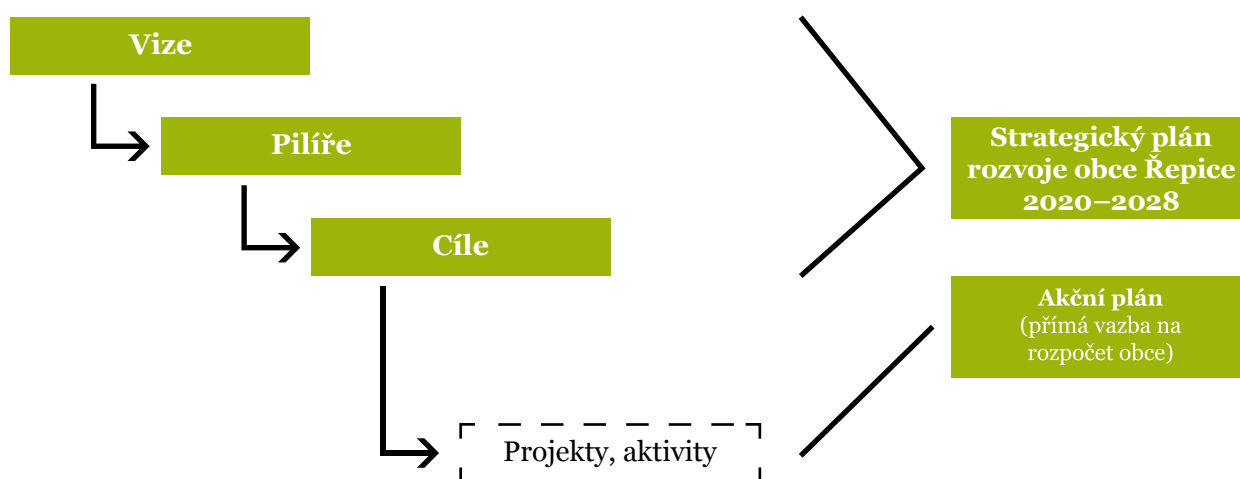 Vize
Pilíře
Cíle
Projekty, aktivity
Strategický plán
rozvoje obce Řepice
2020–2028
Akční plán
(přímá vazba na
rozpočet obce)